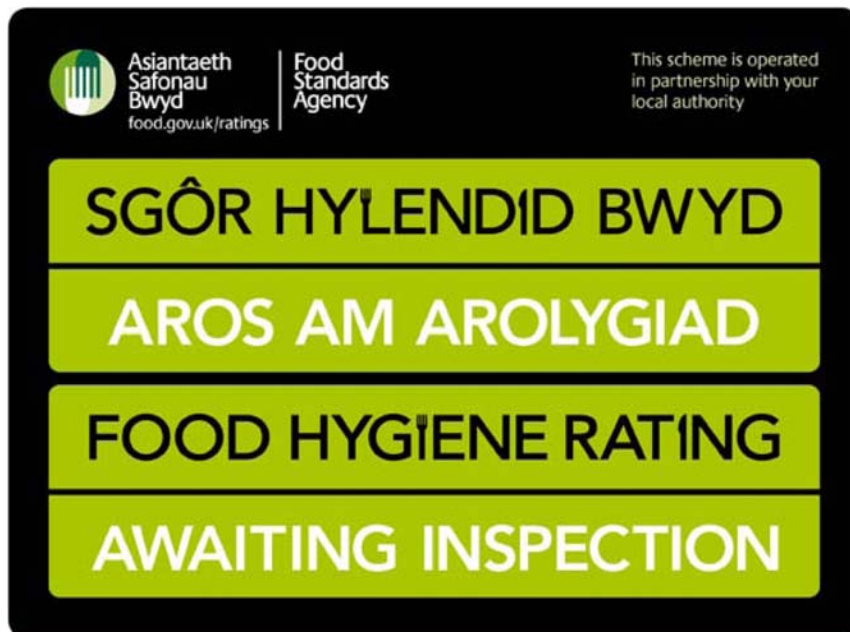 Asiantaeth
Safonau
Bwyd
food.gov.uk/ratings
Food
Standards
Agency
This scheme is operated
in partnership with your
local authority
SGÔR HYLENDID BWYD
AROS AM AROLYGIAD
FOOD HYGIENE RATING
AWAITING INSPECTION